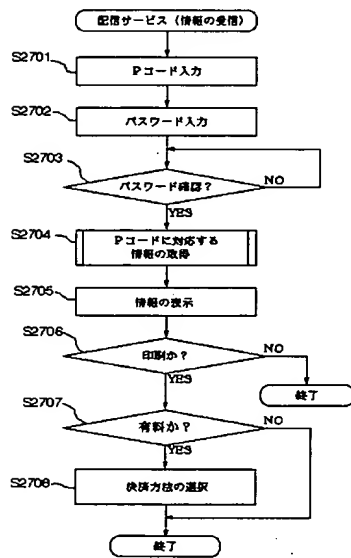 配信サービス（情報の受信）
S2701
Pコード入力
S2702
パスワード入力
S2703
パスワード確認？
NO
YES
S2704
Pコードに対応する
情報の取得
S2705
情報の表示
S2706
印刷か？
NO
YES
終了
S2707
有料か？
NO
YES
S2708
決済方法の選択
終了